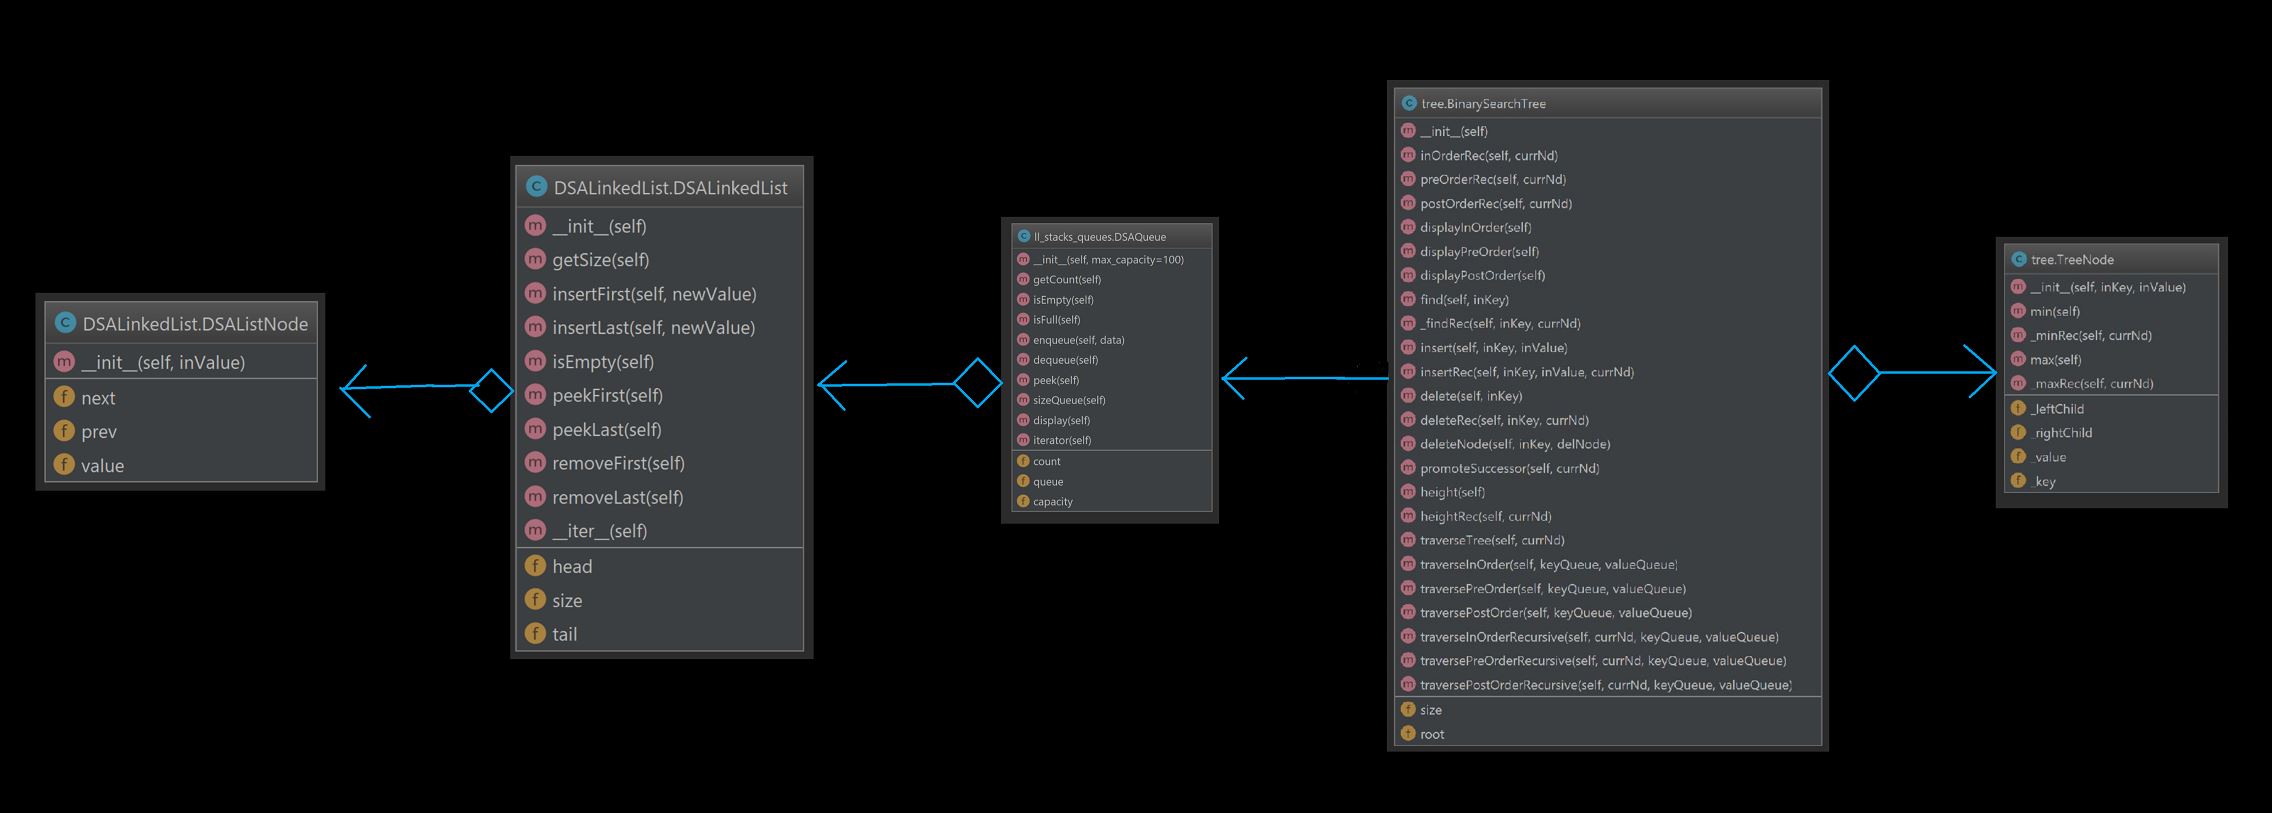 DSALinkedList.DSAListNode
__init__(self, inValue)
next
prev
value
DSALinkedList.DSALinkedList
__init__(self)
getSize(self)
insertFirst(self, newValue)
insertLast(self, newValue)
isEmpty(self)
peekFirst(self)
peekLast(self)
removeFirst(self)
removeLast(self)
__iter__(self)
head
size
tail
ll_stacks_queues.DSAQueue
__init__(self, max_capacity=100)
getCount(self)
isEmpty(self)
isFull(self)
enqueue(self, data)
dequeue(self)
peek(self)
sizeQueue(self)
display(self)
iterator(self)
count
queue
capacity
tree.BinarySearchTree
__init__(self)
inOrderRec(self, currNd)
preOrderRec(self, currNd)
postOrderRec(self, currNd)
displayInOrder(self)
displayPreOrder(self)
displayPostOrder(self)
find(self, inKey)
_findRec(self, inKey, currNd)
insert(self, inKey, inValue)
insertRec(self, inKey, inValue, currNd)
delete(self, inKey)
deleteRec(self, inKey, currNd)
deleteNode(self, inKey, delNode)
promoteSuccessor(self, currNd)
height(self)
heightRec(self, currNd)
traverseTree(self, currNd)
traverseInOrder(self, keyQueue, valueQueue)
traversePreOrder(self, keyQueue, valueQueue)
traversePostOrder(self, keyQueue, valueQueue)
traverseInOrderRecursive(self, currNd, keyQueue, valueQueue)
traversePreOrderRecursive(self, currNd, keyQueue, valueQueue)
traversePostOrderRecursive(self, currNd, keyQueue, valueQueue)
size
root
tree.TreeNode
__init__(self, inKey, inValue)
min(self)
_minRec(self, currNd)
max(self)
_maxRec(self, currNd)
_leftChild
_rightChild
_value
_key